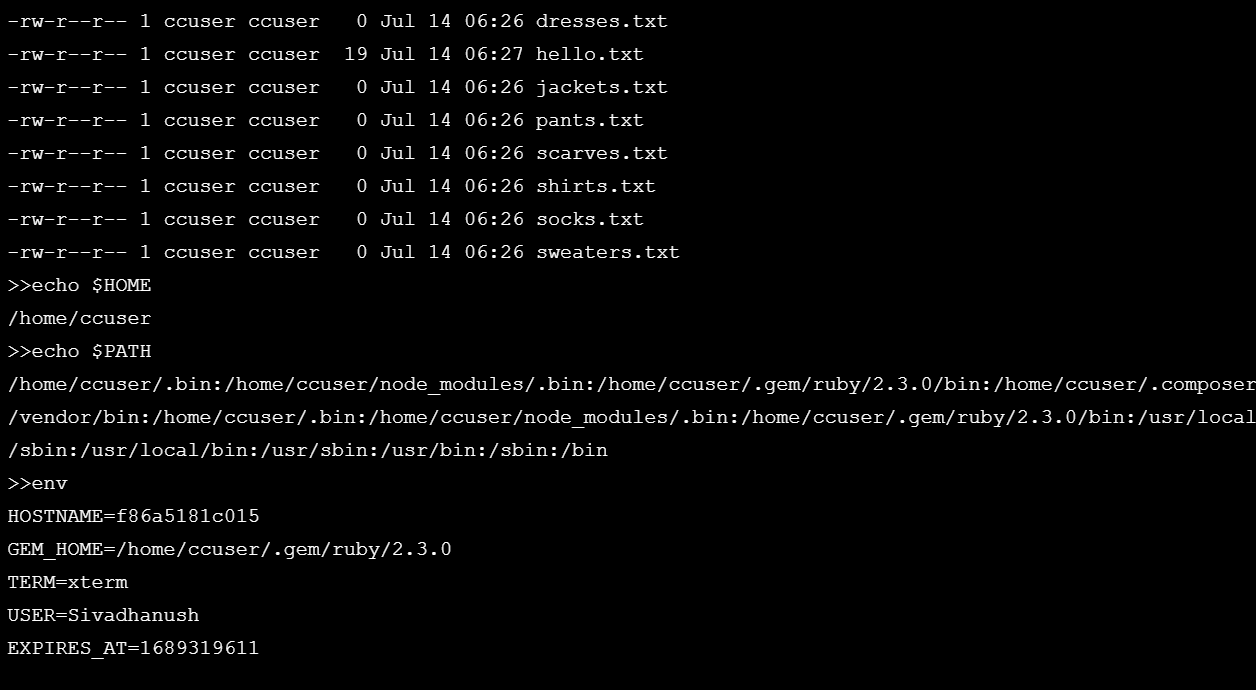 -rw-r--r-- 1 ccuser ccuser   0 Jul 14 06:26 dresses.txt
-rw-r--r-- 1 ccuser ccuser  19 Jul 14 06:27 hello.txt
-rw-r--r-- 1 ccuser ccuser   0 Jul 14 06:26 jackets.txt
-rw-r--r-- 1 ccuser ccuser   0 Jul 14 06:26 pants.txt
-rw-r--r-- 1 ccuser ccuser   0 Jul 14 06:26 scarves.txt
-rw-r--r-- 1 ccuser ccuser   0 Jul 14 06:26 shirts.txt
-rw-r--r-- 1 ccuser ccuser   0 Jul 14 06:26 socks.txt
-rw-r--r-- 1 ccuser ccuser   0 Jul 14 06:26 sweaters.txt
>>echo $HOME
/home/ccuser
>>echo $PATH
/home/ccuser/.bin:/home/ccuser/node_modules/.bin:/home/ccuser/.gem/ruby/2.3.0/bin:/home/ccuser/.composer
/vendor/bin:/home/ccuser/.bin:/home/ccuser/node_modules/.bin:/home/ccuser/.gem/ruby/2.3.0/bin:/usr/local
/sbin:/usr/local/bin:/usr/sbin:/usr/bin:/sbin:/bin
>>env
HOSTNAME=f86a5181c015
GEM_HOME=/home/ccuser/.gem/ruby/2.3.0
TERM=xterm
USER=Sivadhanush
EXPIRES_AT=1689319611